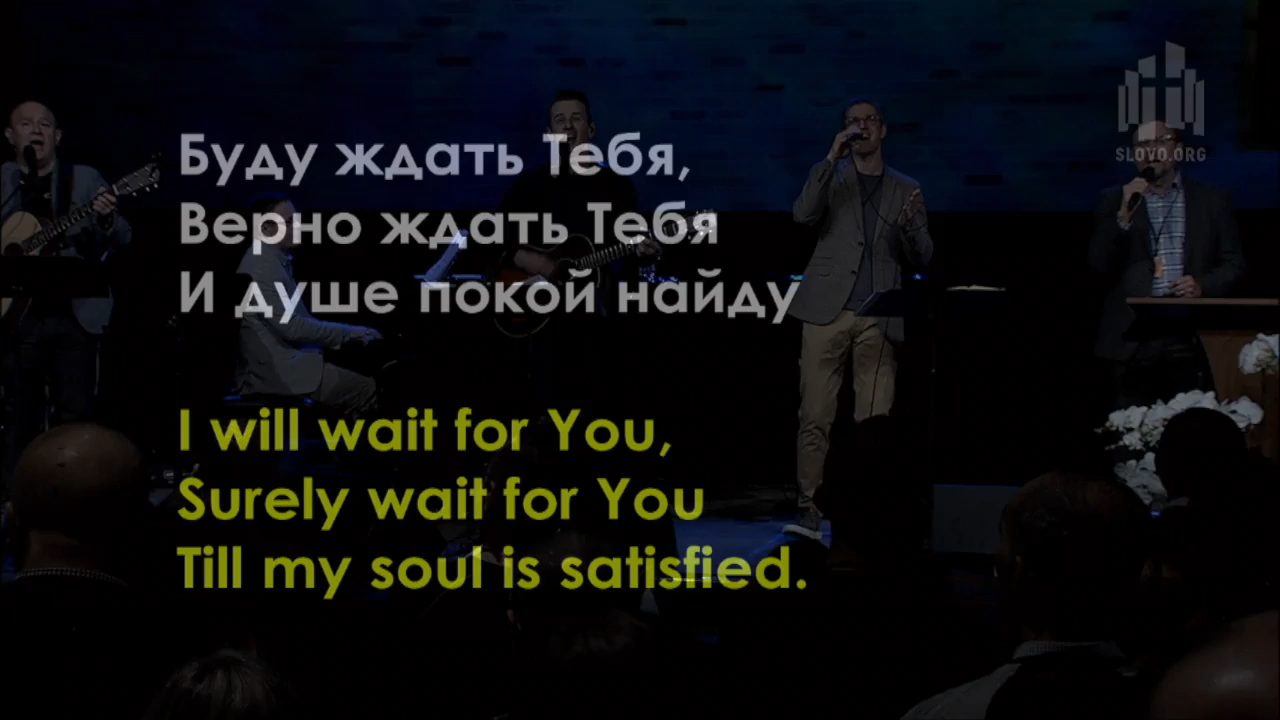 SLOVO.ORG
Буду ждать Тебя,
Верно ждать Тебя
И душе покой найду
I will wait for You,
Surely wait for You
Till my soul is satisfied.